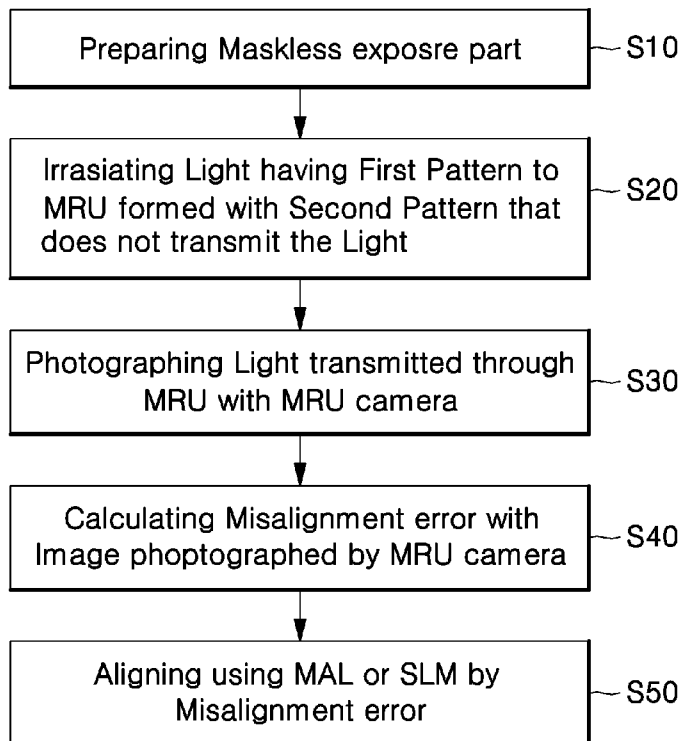 Preparing Maskless exposre part
S10
Irrasiating Light having First Pattern to
MRU formed with Second Pattern that
does not transmit the Light
S20
Photographing Light transmitted through
MRU with MRU camera
S30
Calculating Misalignment error with
Image phoptographed by MRU camera
S40
Aligning using MAL or SLM by
Misalignment error
S50